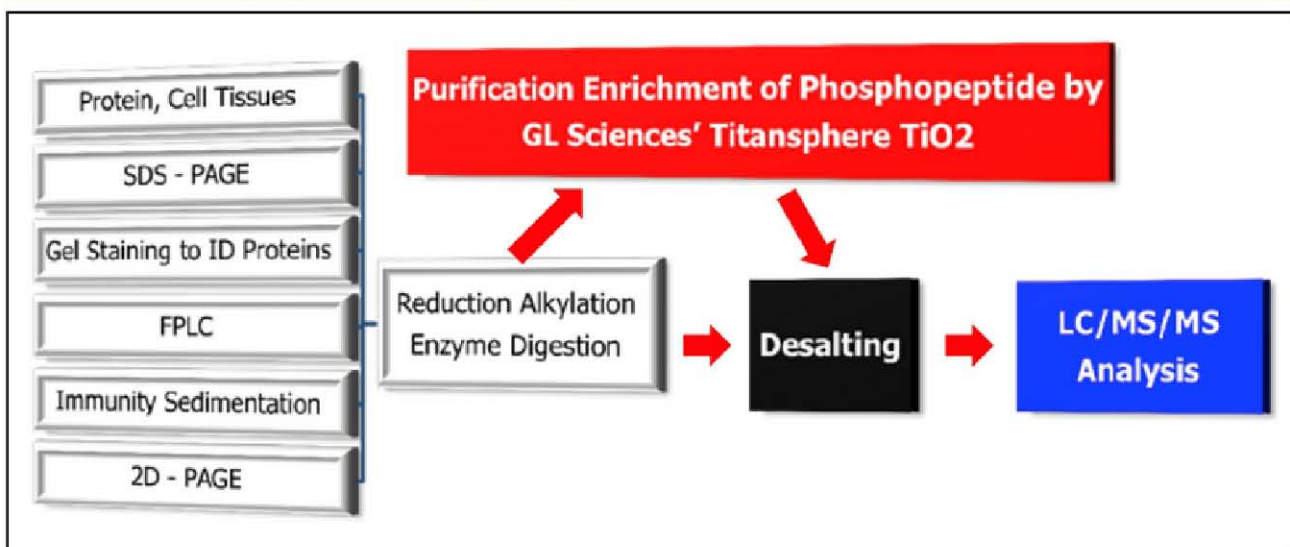 Protein, Cell Tissues
SDS - PAGE
Gel Staining to ID Proteins
FPLC
Immunity Sedimentation
2D - PAGE
Reduction Alkylation
Enzyme Digestion
Purification Enrichment of Phosphopeptide by
GL Sciences' Titansphere TiO2
Desalting
LC/MS/MS
Analysis